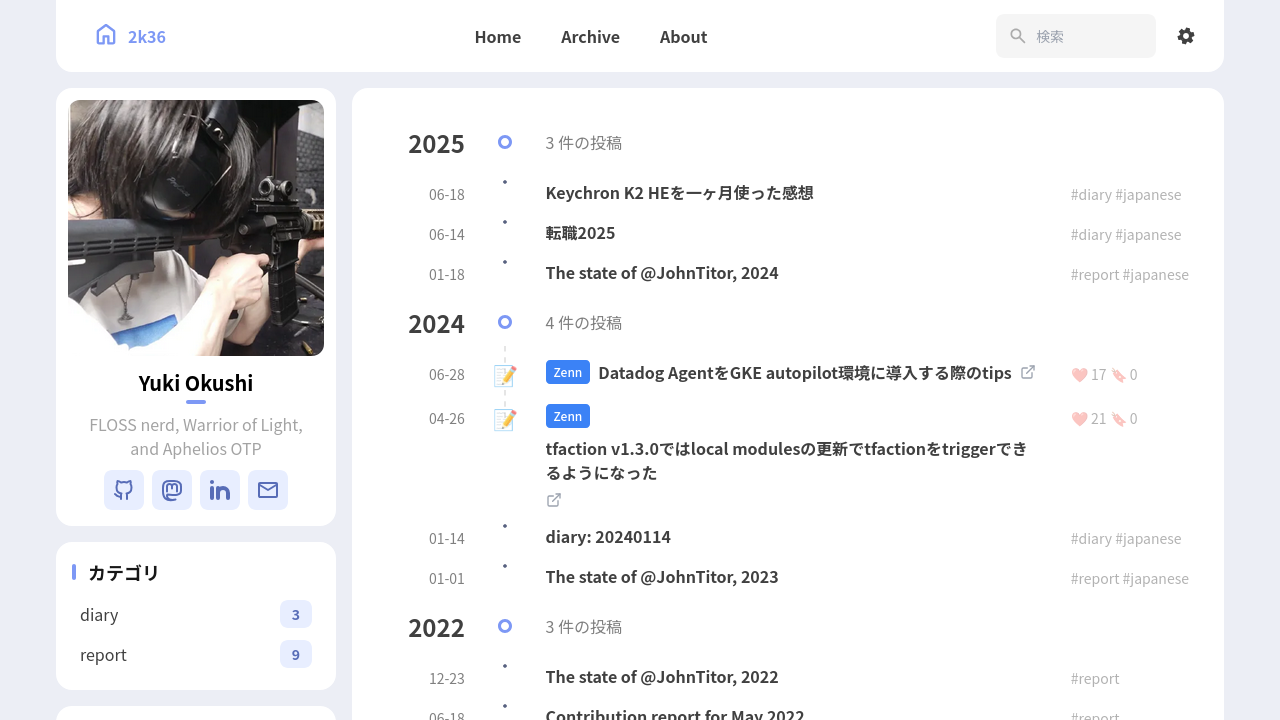 2k36
Home
Archive
About
検索
Yuki Okushi
FLOSS nerd, Warrior of Light,
and Aphelios OTP
カテゴリ
diary 3
report 9
2025 3 件の投稿
06-18 Keychron K2 HEを一ヶ月使った感想 #diary #japanese
06-14 転職2025 #diary #japanese
01-18 The state of @JohnTitor, 2024 #report #japanese
2024 4 件の投稿
06-28 Zenn Datadog AgentをGKE autopilot環境に導入する際のtips 17 0
04-26 Zenn 21 0
tfaction v1.3.0ではlocal modulesの更新でtfactionをtriggerでき
るようになった
01-14 diary: 20240114 #diary #japanese
01-01 The state of @JohnTitor, 2023 #report #japanese
2022 3 件の投稿
12-23 The state of @JohnTitor, 2022 #report
06-18 Contribution report for May 2022 #report